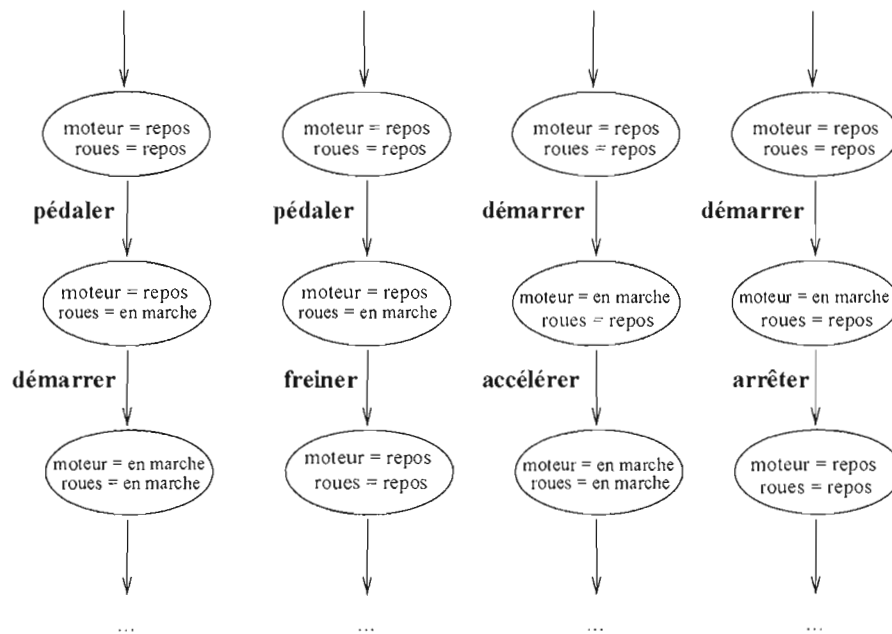 moteur = repos
roues = repos
pédaler
moteur = repos
roues = en marche
démarrer
moteur = en marche
roues = en marche
...
moteur = repos
roues = repos
pédaler
moteur = repos
roues = en marche
freiner
moteur = repos
roues = repos
...
moteur = repos
roues = repos
démarrer
moteur = en marche
roues = repos
accélérer
moteur = en marche
roues = en marche
...
moteur = repos
roues = repos
démarrer
moteur = en marche
roues = repos
arrêter
moteur = repos
roues = repos
...